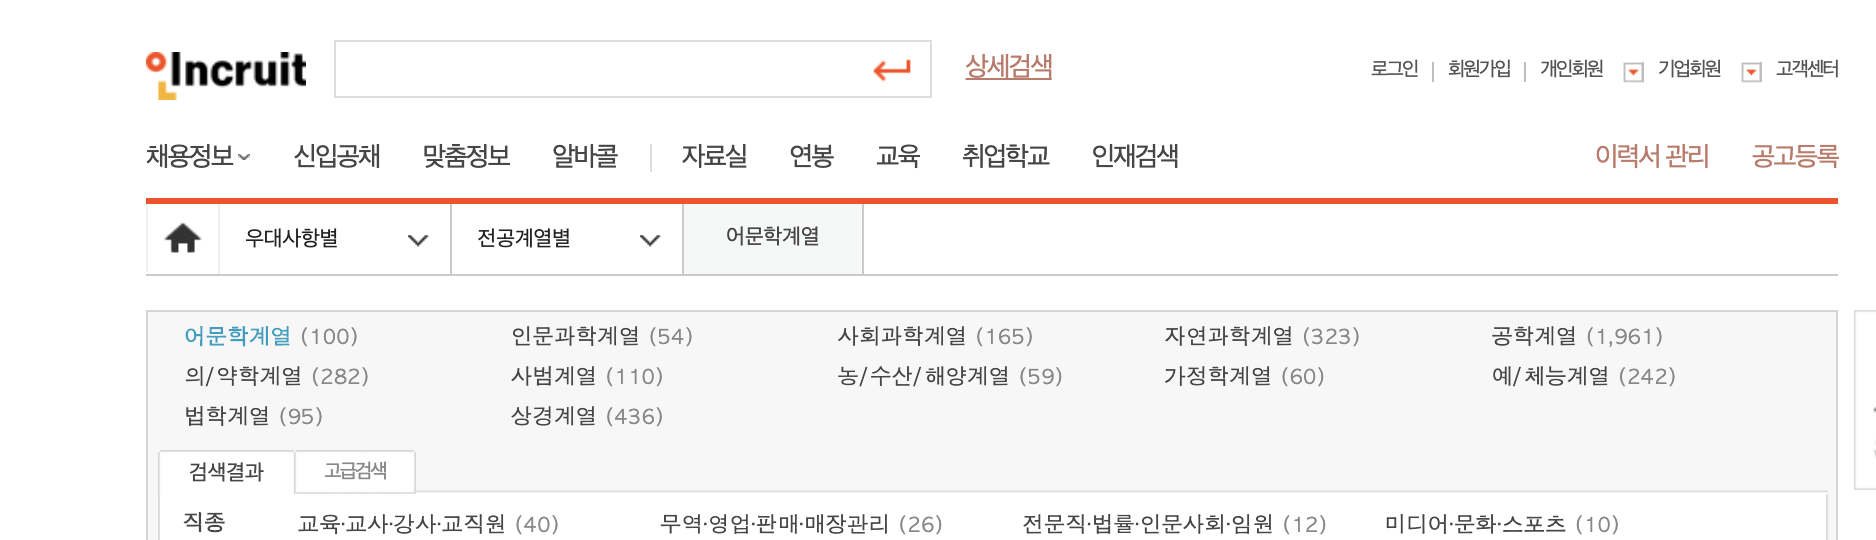 Incruit 상세검색 로그인 회원가입 개인회원 기업회원 고객센터
채용정보 신입공채 맞춤정보 알바콜 자료실 연봉 교육 취업학교 인재검색 이력서 관리 공고등록
우대사항별 전공계열별 어문학계열
어문학계열 (100) 인문과학계열 (54) 사회과학계열 (165) 자연과학계열 (323) 공학계열 (1,961)
의/약학계열 (282) 사범계열 (110) 농/수산/해양계열 (59) 가정학계열 (60) 예/체능계열 (242)
법학계열 (95) 상경계열 (436)
검색결과 고급검색
직종 교육·교사·강사·교직원 (40) 무역·영업·판매·매장관리 (26) 전문직·법률·인문사회·임원 (12) 미디어·문화·스포츠 (10)